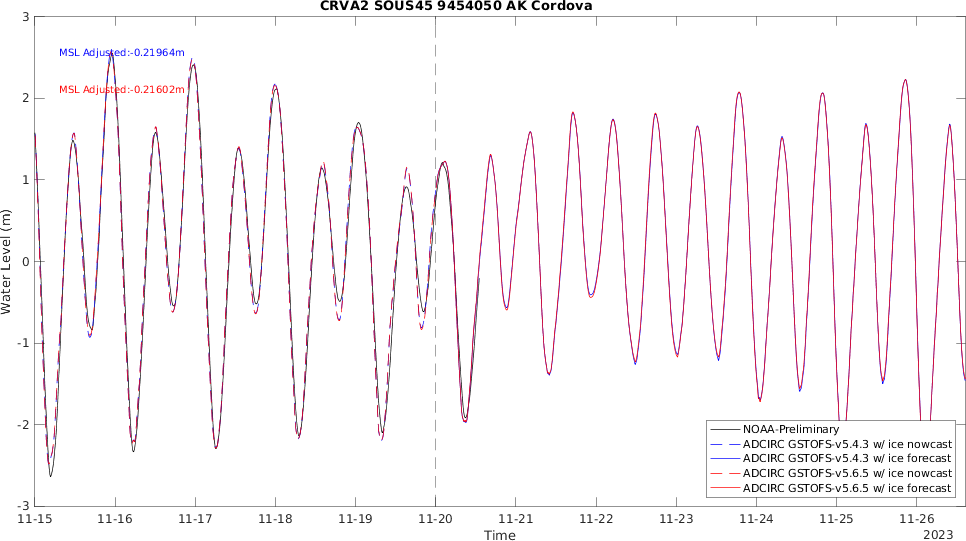 CRVA2 SOUS45 9454050 AK Cordova
3
2
1
0
-1
-2
-3
Water Level (m)
MSL Adjusted:-0.21964m
MSL Adjusted:-0.21602m
NOAA-Preliminary
ADCIRC GSTOFS-v5.4.3 w/ ice nowcast
ADCIRC GSTOFS-v5.4.3 w/ ice forecast
ADCIRC GSTOFS-v5.6.5 w/ ice nowcast
ADCIRC GSTOFS-v5.6.5 w/ ice forecast
11-15 11-16 11-17 11-18 11-19 11-20 11-21 11-22 11-23 11-24 11-25 11-26
Time
2023